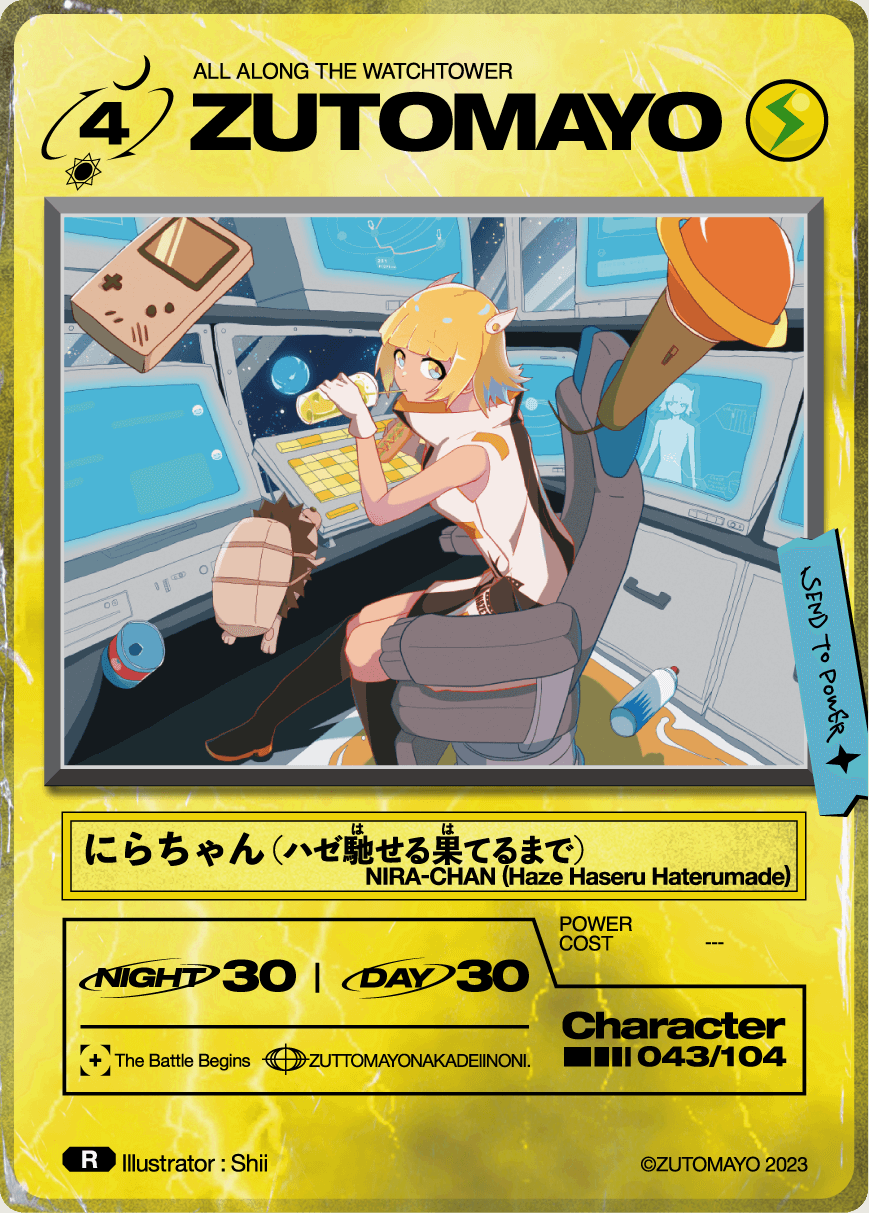 ALL ALONG THE WATCHTOWER
4
ZUTOMAYO
SEND TO POWER
にらちゃん(ハゼ馳せる果てるまで)
は は
NIRA-CHAN (Haze Haseru Haterumade)
POWER
COST ---
NIGHT 30 | DAY 30
Character
043/104
The Battle Begins ZUTTOMAYONAKADEIINONI.
R Illustrator : Shii
©ZUTOMAYO 2023